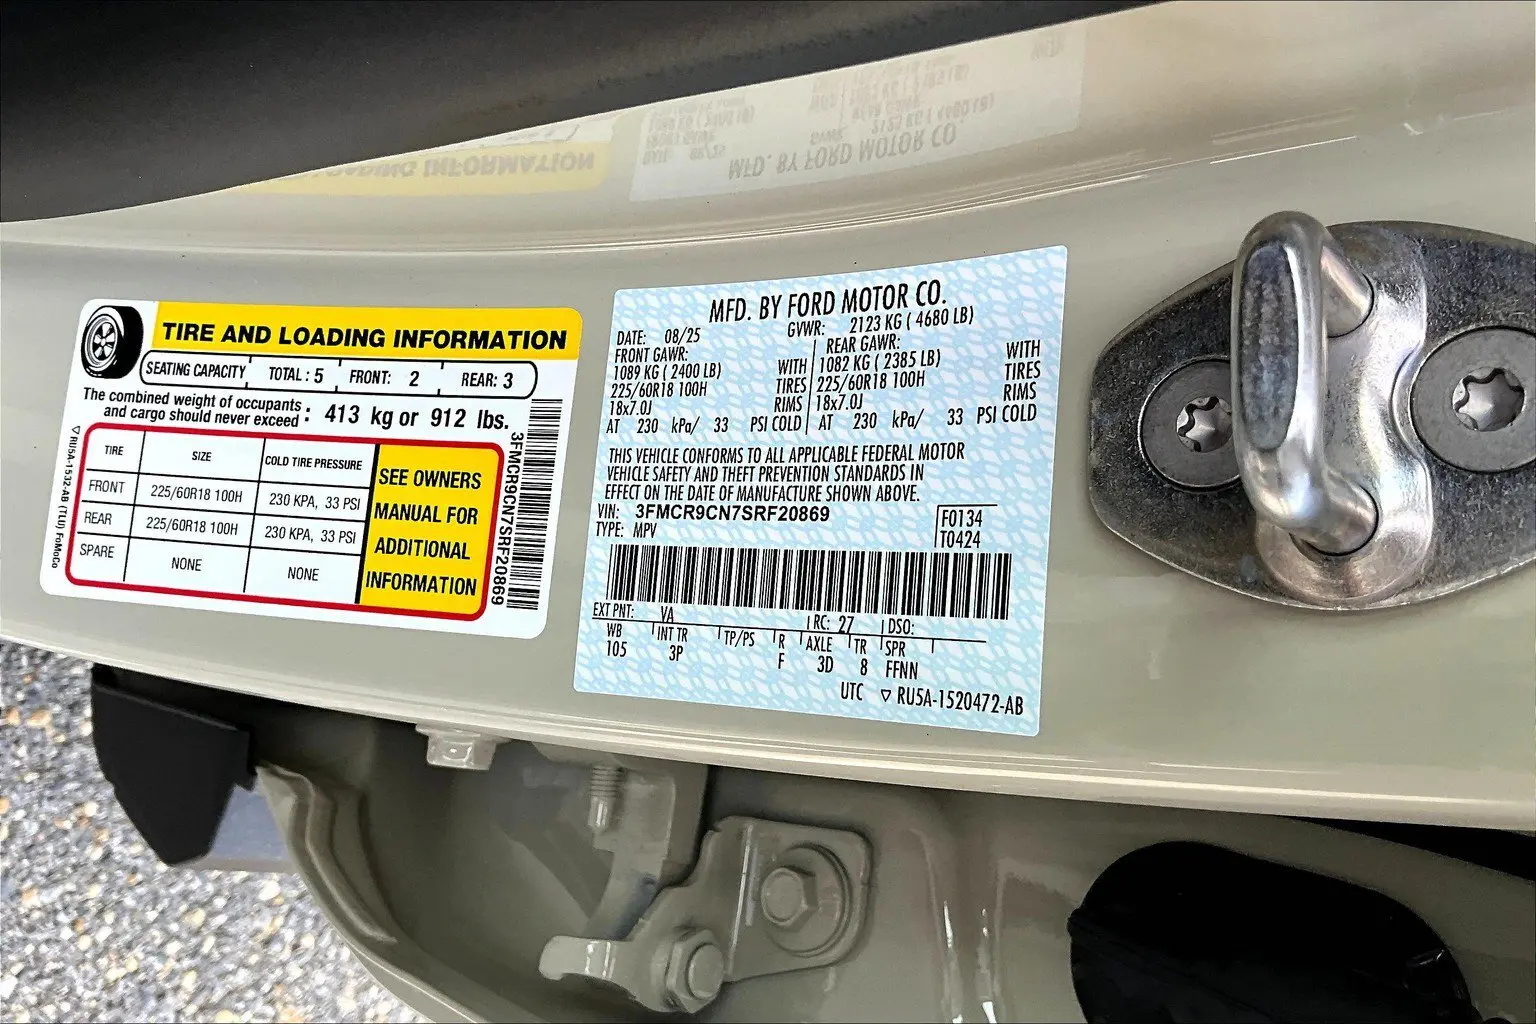 TIRE AND LOADING INFORMATION
SEATING CAPACITY TOTAL : 5 FRONT: 2 REAR: 3
The combined weight of occupants
and cargo should never exceed : 413 kg or 912 lbs.
TIRE SIZE COLD TIRE PRESSURE
FRONT 225/60R18 100H 230 KPA, 33 PSI
REAR 225/60R18 100H 230 KPA, 33 PSI
SPARE NONE NONE
SEE OWNERS
MANUAL FOR
ADDITIONAL
INFORMATION
▽ RU5A-1532-AB (TLU) FoMoCo
3FMCR9CN7SRF20869
MFD. BY FORD MOTOR CO.
DATE: 08/25 GVWR: 2123 KG ( 4680 LB)
FRONT GAWR: REAR GAWR:
1089 KG ( 2400 LB) WITH 1082 KG ( 2385 LB) WITH
225/60R18 100H TIRES 225/60R18 100H TIRES
18x7.0J RIMS 18x7.0J RIMS
AT 230 kPa/ 33 PSI COLD AT 230 kPa/ 33 PSI COLD
THIS VEHICLE CONFORMS TO ALL APPLICABLE FEDERAL MOTOR
VEHICLE SAFETY AND THEFT PREVENTION STANDARDS IN
EFFECT ON THE DATE OF MANUFACTURE SHOWN ABOVE.
VIN: 3FMCR9CN7SRF20869
TYPE: MPV
F0134
T0424
EXT PNT: VA RC: 27 DSO:
WB INT TR TP/PS R AXLE TR SPR
105 3P F 3D 8 FFNN
UTC ▽ RU5A-1520472-AB